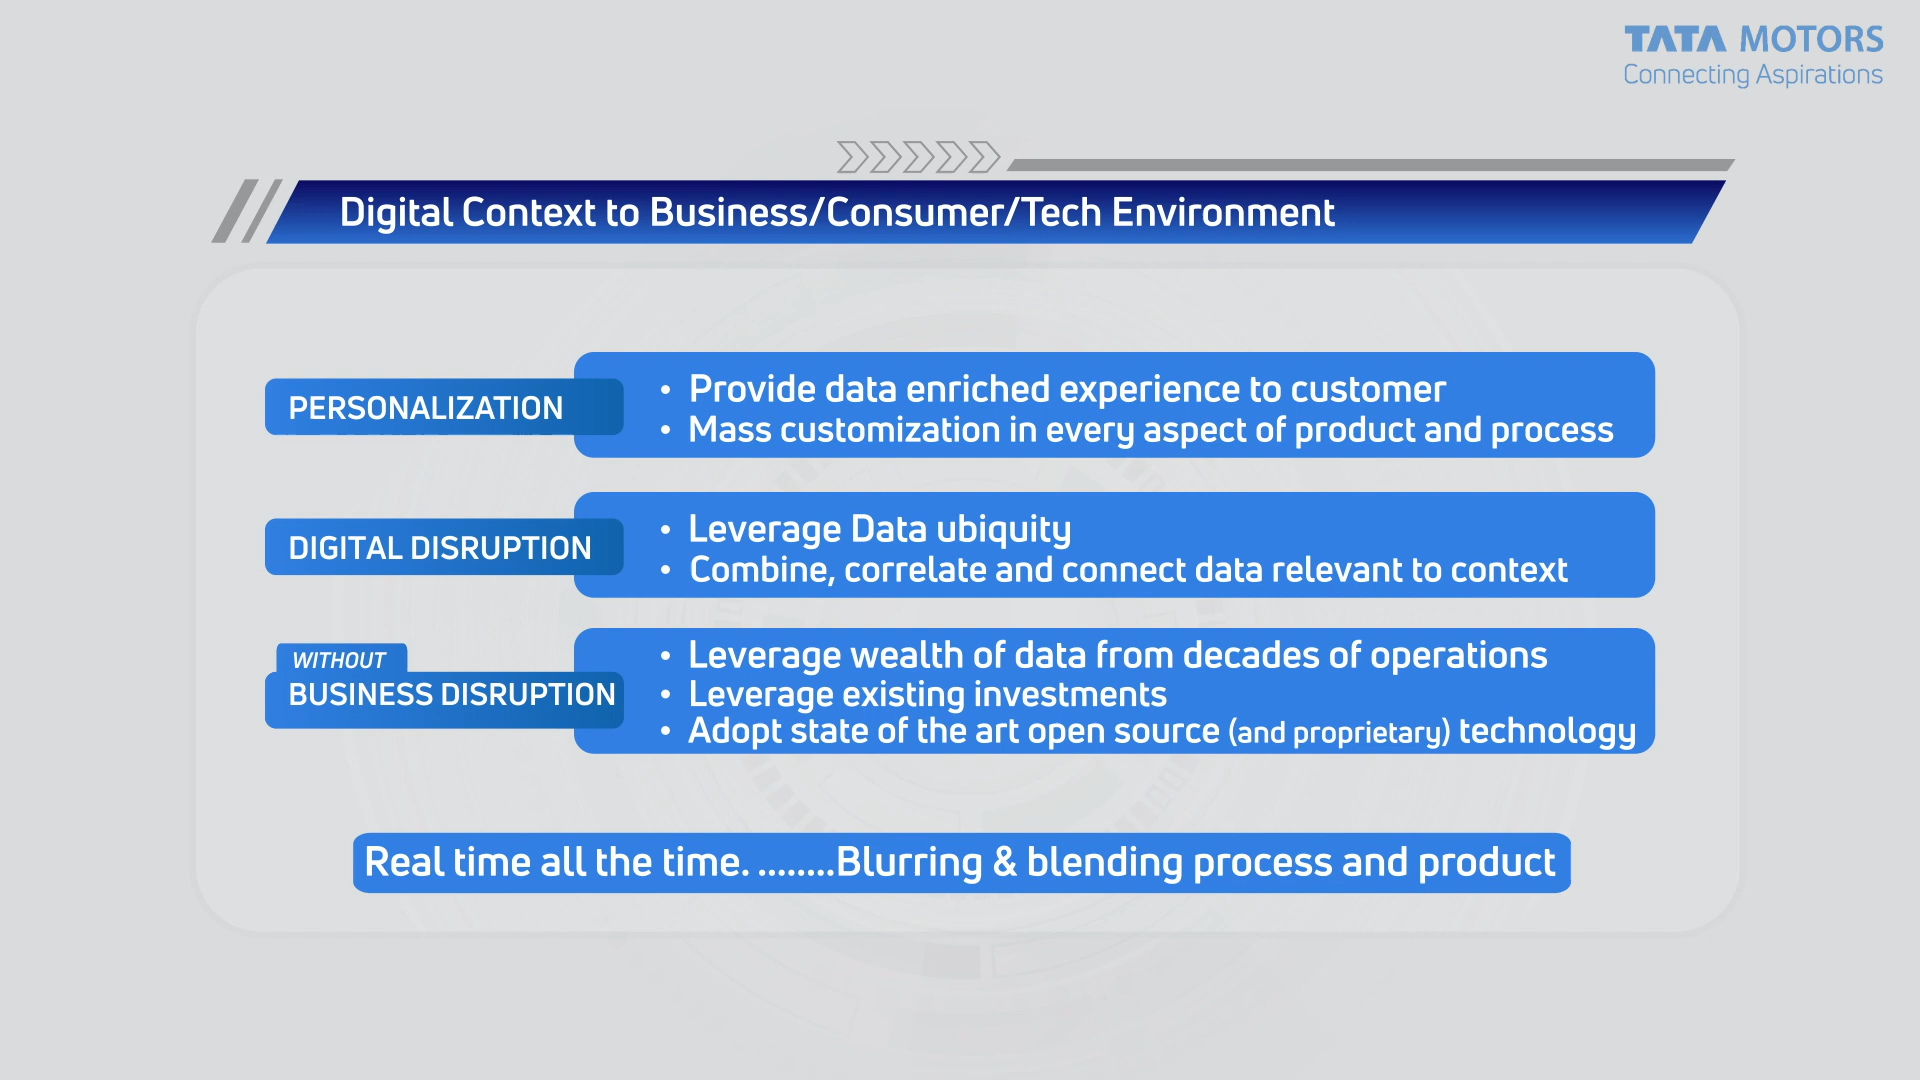 TATA MOTORS
Connecting Aspirations
Digital Context to Business/Consumer/Tech Environment
PERSONALIZATION
• Provide data enriched experience to customer
• Mass customization in every aspect of product and process
DIGITAL DISRUPTION
• Leverage Data ubiquity
• Combine, correlate and connect data relevant to context
WITHOUT
BUSINESS DISRUPTION
• Leverage wealth of data from decades of operations
• Leverage existing investments
• Adopt state of the art open source (and proprietary) technology
Real time all the time. ........Blurring & blending process and product